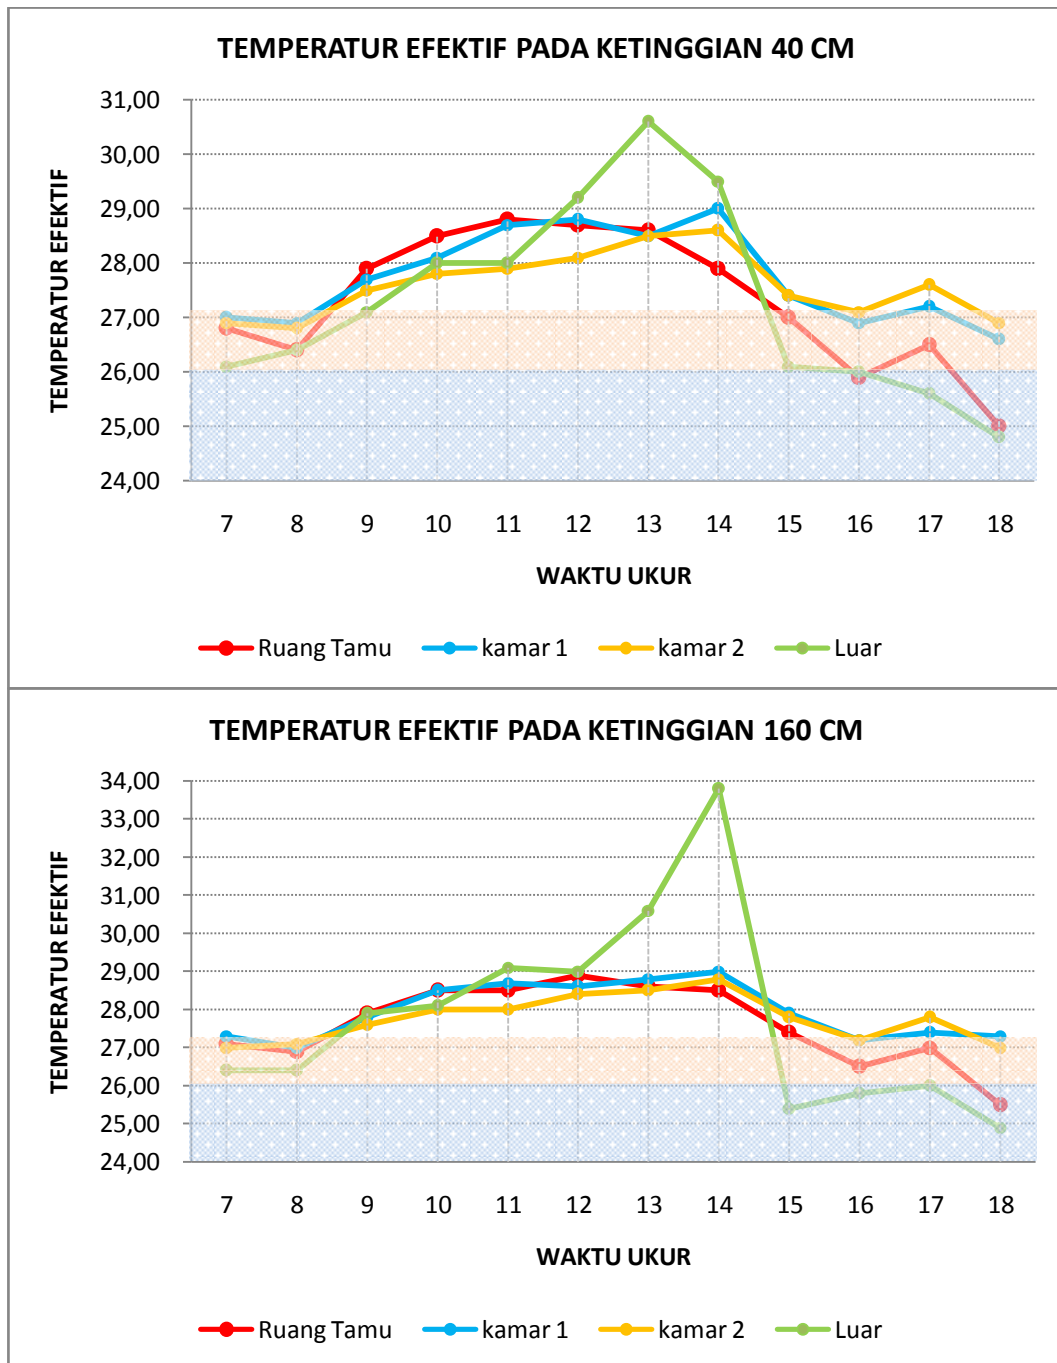 TEMPERATUR EFEKTIF PADA KETINGGIAN 40 CM
TEMPERATUR EFEKTIF
31,00
30,00
29,00
28,00
27,00
26,00
25,00
24,00
7 8 9 10 11 12 13 14 15 16 17 18
WAKTU UKUR
Ruang Tamu kamar 1 kamar 2 Luar
TEMPERATUR EFEKTIF PADA KETINGGIAN 160 CM
TEMPERATUR EFEKTIF
34,00
33,00
32,00
31,00
30,00
29,00
28,00
27,00
26,00
25,00
24,00
7 8 9 10 11 12 13 14 15 16 17 18
WAKTU UKUR
Ruang Tamu kamar 1 kamar 2 Luar